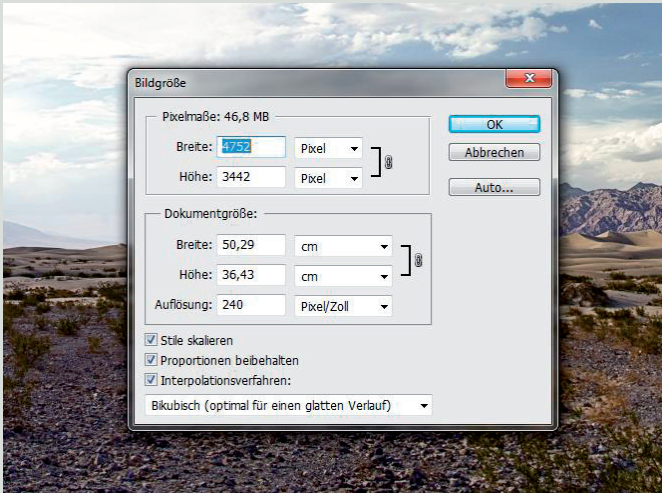 Bildgröße
Pixelmaße: 46,8 MB
Breite: 4752 Pixel
Höhe: 3442 Pixel
OK
Abbrechen
Auto...
Dokumentgröße:
Breite: 50,29 cm
Höhe: 36,43 cm
Auflösung: 240 Pixel/Zoll
Stile skalieren
Proportionen beibehalten
Interpolationsverfahren:
Bikubisch (optimal für einen glatten Verlauf)